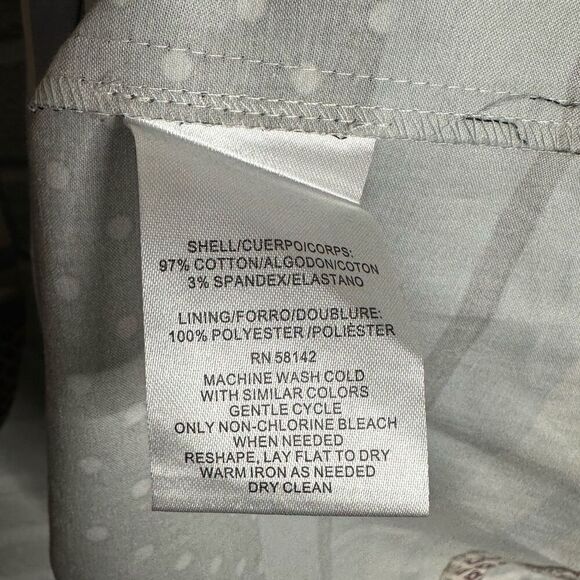 SHELL/CUERPO/CORPS:
97% COTTON/ALGODON/COTON
3% SPANDEX/ELASTANO
LINING/FORRO/DOUBLURE:
100% POLYESTER/POLIÉSTER
RN 58142
MACHINE WASH COLD
WITH SIMILAR COLORS
GENTLE CYCLE
ONLY NON-CHLORINE BLEACH
WHEN NEEDED
RESHAPE, LAY FLAT TO DRY
WARM IRON AS NEEDED
DRY CLEAN